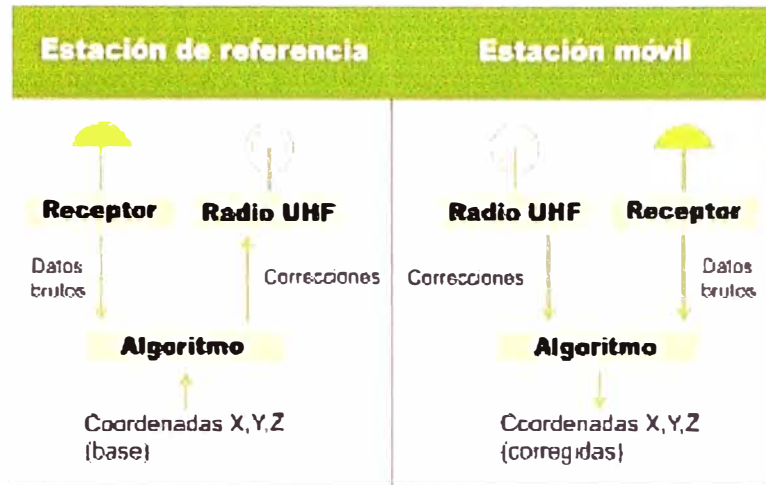 Estación de referencia
Receptor
Radio UHF
Datos
brutos
Correcciones
Algoritmo
Coordenadas X,Y,Z
(base)
Estación móvil
Radio UHF
Receptor
Correcciones
Datos
brutos
Algoritmo
Coordenadas X,Y,Z
(corregidas)